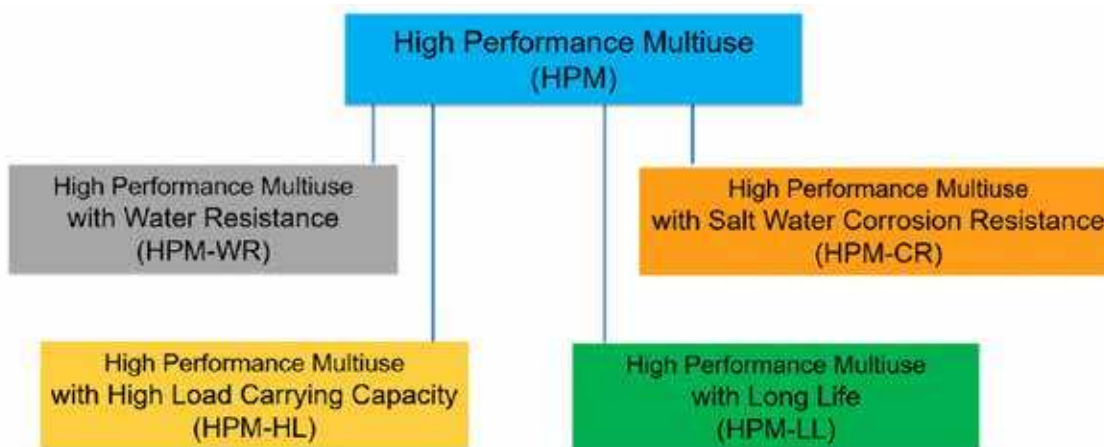 High Performance Multiuse
(HPM)
High Performance Multiuse
with Water Resistance
(HPM-WR)
High Performance Multiuse
with Salt Water Corrosion Resistance
(HPM-CR)
High Performance Multiuse
with High Load Carrying Capacity
(HPM-HL)
High Performance Multiuse
with Long Life
(HPM-LL)